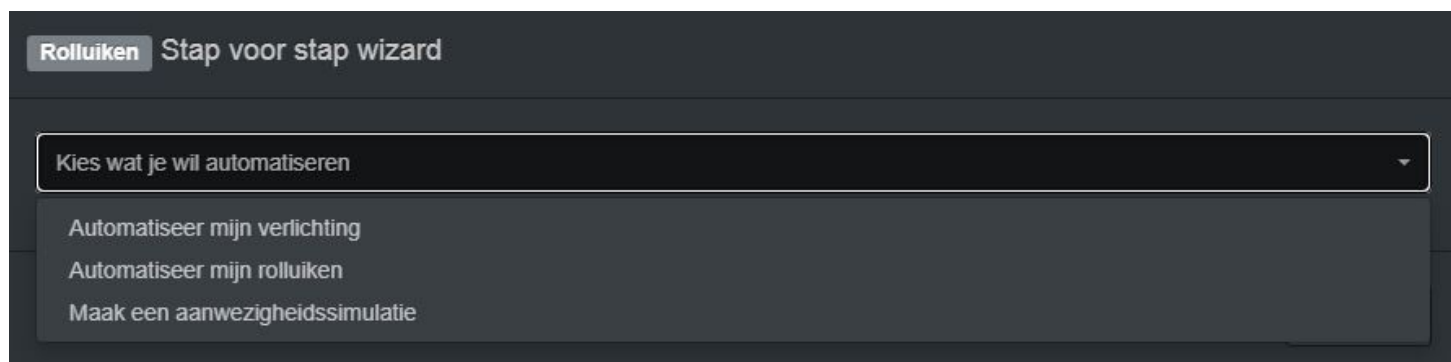 Rolluiken Stap voor stap wizard
Kies wat je wil automatiseren
Automatiseer mijn verlichting
Automatiseer mijn rolluiken
Maak een aanwezigheidssimulatie